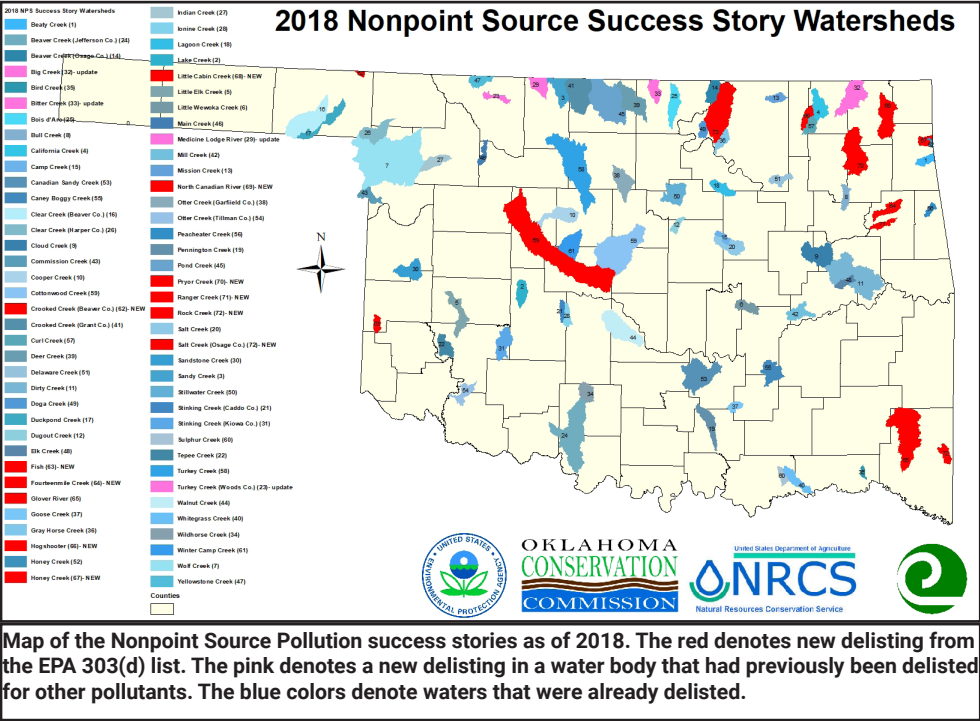 2018 Nonpoint Source Success Story Watersheds
2018 NPS Success Story Watersheds
Beaty Creek (1)
Beaver Creek (Jefferson Co.) (24)
Beaver Creek (Osage Co.) (14)
Big Creek (32)- update
Bird Creek (35)
Bitter Creek (33)- update
Bois d'Arc (25)
Bull Creek (8)
California Creek (4)
Camp Creek (15)
Canadian Sandy Creek (53)
Caney Boggy Creek (55)
Clear Creek (Beaver Co.) (16)
Clear Creek (Harper Co.) (26)
Cloud Creek (9)
Commission Creek (43)
Cooper Creek (10)
Cottonwood Creek (59)
Crooked Creek (Beaver Co.) (62)- NEW
Crooked Creek (Grant Co.) (41)
Curl Creek (57)
Deer Creek (39)
Delaware Creek (51)
Dirty Creek (11)
Doga Creek (49)
Duckpond Creek (17)
Dugout Creek (12)
Elk Creek (48)
Fish (63)- NEW
Fourteenmile Creek (64)- NEW
Glover River (65)
Goose Creek (37)
Gray Horse Creek (36)
Hogshooter (66)- NEW
Honey Creek (52)
Honey Creek (67)- NEW
Indian Creek (27)
Ionine Creek (28)
Lagoon Creek (18)
Lake Creek (2)
Little Cabin Creek (68)- NEW
Little Elk Creek (5)
Little Wewoka Creek (6)
Main Creek (46)
Medicine Lodge River (29)- update
Mill Creek (42)
Mission Creek (13)
North Canadian River (69)- NEW
Otter Creek (Garfield Co.) (38)
Otter Creek (Tillman Co.) (54)
Peacheater Creek (56)
Pennington Creek (19)
Pond Creek (45)
Pryor Creek (70)- NEW
Ranger Creek (71)- NEW
Rock Creek (72)- NEW
Salt Creek (20)
Salt Creek (Osage Co.) (72)- NEW
Sandstone Creek (30)
Sandy Creek (3)
Stillwater Creek (50)
Stinking Creek (Caddo Co.) (21)
Stinking Creek (Kiowa Co.) (31)
Sulphur Creek (60)
Tepee Creek (22)
Turkey Creek (58)
Turkey Creek (Woods Co.) (23)- update
Walnut Creek (44)
Whitegrass Creek (40)
Wildhorse Creek (34)
Winter Camp Creek (61)
Wolf Creek (7)
Yellowstone Creek (47)
Counties
N
UNITED STATES
ENVIRONMENTAL PROTECTION AGENCY
OKLAHOMA
CONSERVATION
COMMISSION
United States Department of Agriculture
NRCS
Natural Resources Conservation Service
Map of the Nonpoint Source Pollution success stories as of 2018. The red denotes new delisting from
the EPA 303(d) list. The pink denotes a new delisting in a water body that had previously been delisted
for other pollutants. The blue colors denote waters that were already delisted.